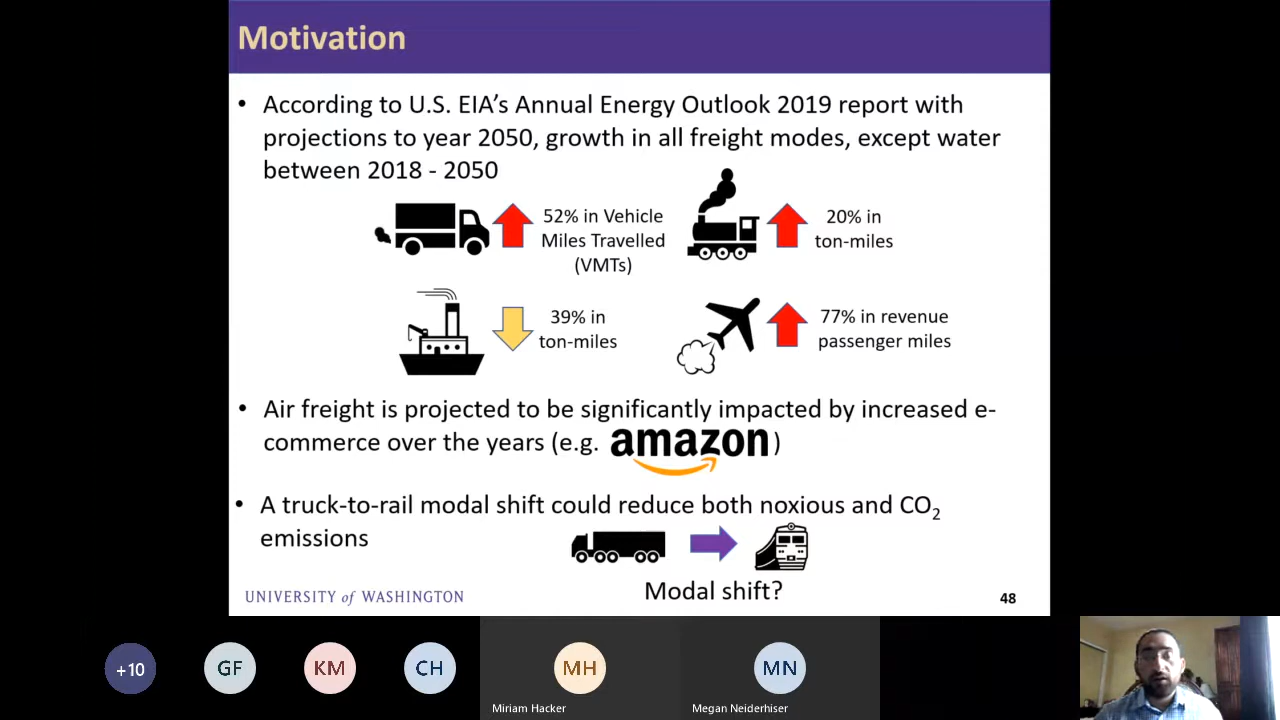 Motivation
• According to U.S. EIA's Annual Energy Outlook 2019 report with
projections to year 2050, growth in all freight modes, except water
between 2018 - 2050
52% in Vehicle
Miles Travelled
(VMTs)
20% in
ton-miles
39% in
ton-miles
77% in revenue
passenger miles
• Air freight is projected to be significantly impacted by increased e-
commerce over the years (e.g. amazon )
• A truck-to-rail modal shift could reduce both noxious and CO₂
emissions
Modal shift?
UNIVERSITY of WASHINGTON
48
+10
GF
KM
CH
MH
MN
Miriam Hacker
Megan Neiderhiser